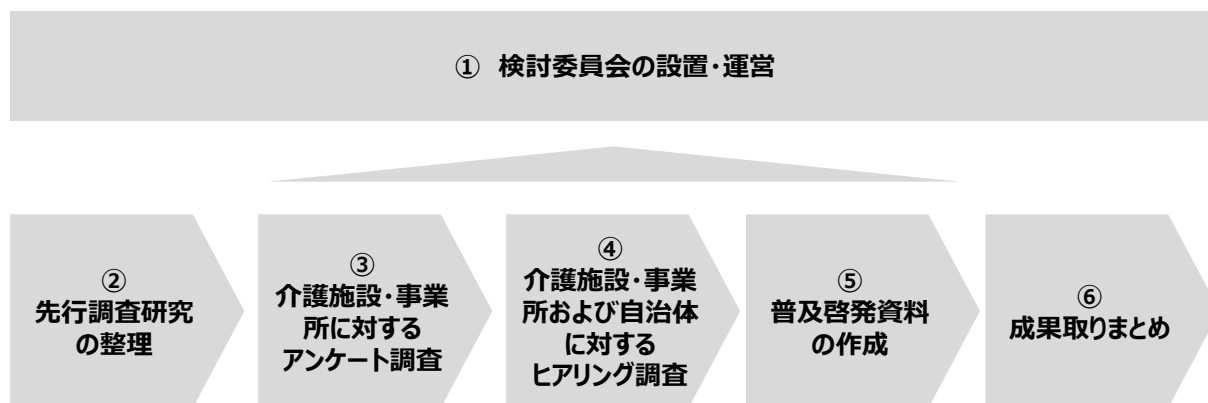 ① 検討委員会の設置・運営
②
先行調査研究
の整理
③
介護施設・事業
所に対する
アンケート調査
④
介護施設・事業
所および自治体
に対する
ヒアリング調査
⑤
普及啓発資料
の作成
⑥
成果取りまとめ